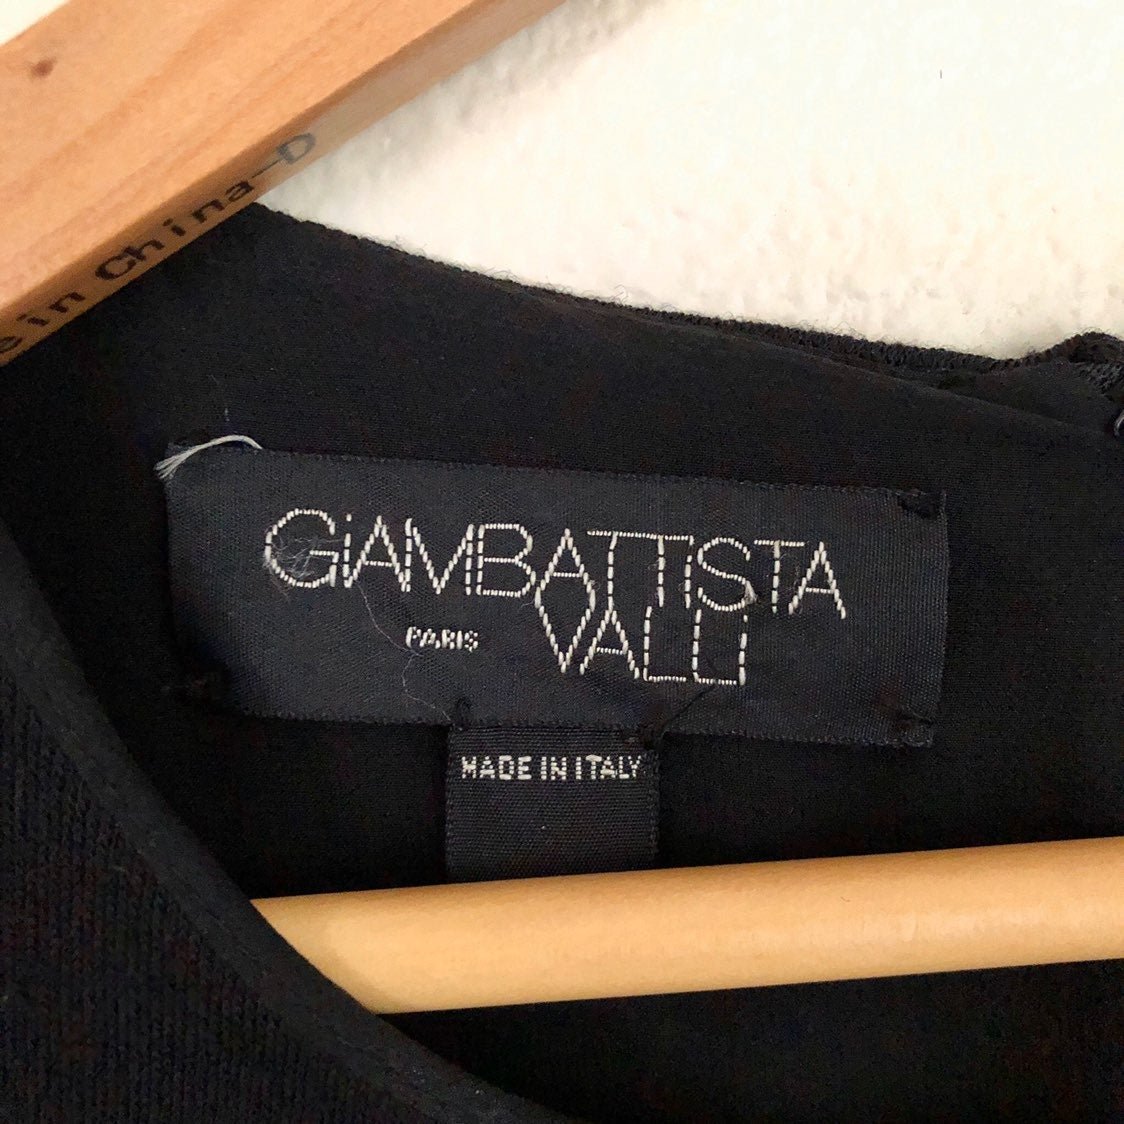 e in China-D
GiAMBATTISTA
PARIS VALLI
MADE IN ITALY